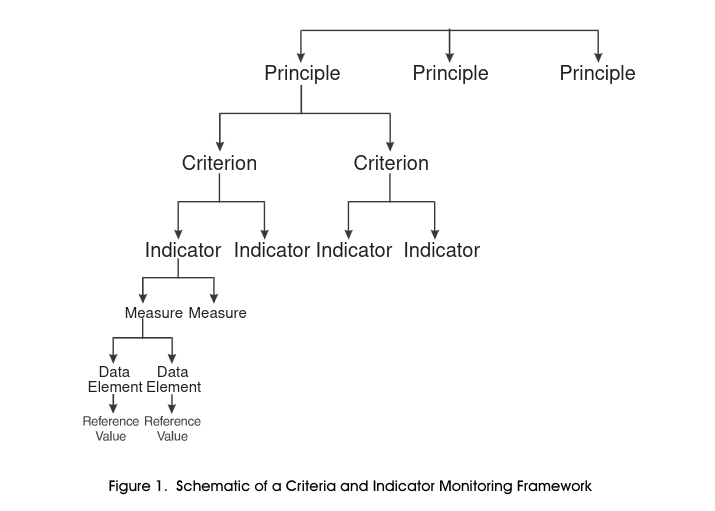 Principle Principle Principle
Criterion Criterion
Indicator Indicator Indicator Indicator
Measure Measure
Data Data
Element Element
Reference Reference
Value Value
Figure 1. Schematic of a Criteria and Indicator Monitoring Framework